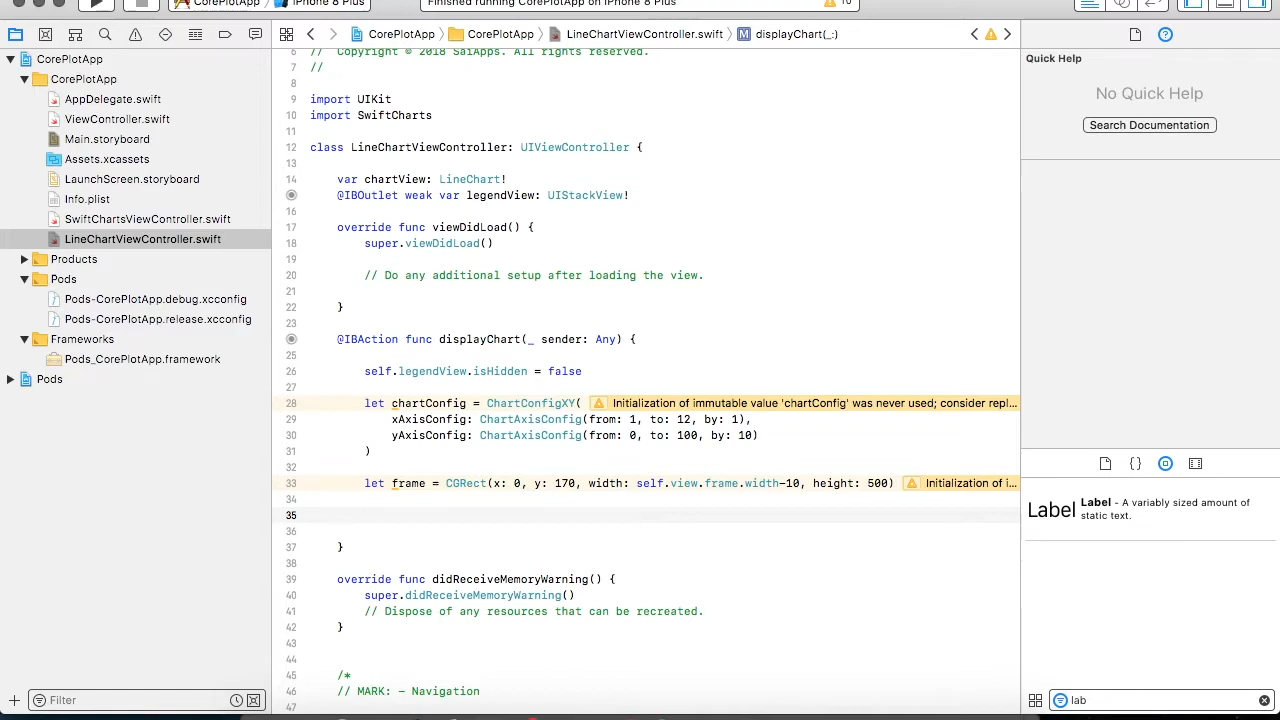 CorePlotApp
iPhone 8 Plus
Finished running CorePlotApp on iPhone 8 Plus
10
CorePlotApp
CorePlotApp
LineChartViewController.swift
M
displayChart(_:)
CorePlotApp
CorePlotApp
AppDelegate.swift
ViewController.swift
Main.storyboard
Assets.xcassets
LaunchScreen.storyboard
Info.plist
SwiftChartsViewController.swift
LineChartViewController.swift
Products
Pods
Pods-CorePlotApp.debug.xcconfig
Pods-CorePlotApp.release.xcconfig
Frameworks
Pods_CorePlotApp.framework
Pods
Filter
6 // Copyright © 2018 SaiApps. All rights reserved.
7 //
8
9 import UIKit
10 import SwiftCharts
11
12 class LineChartViewController: UIViewController {
13
14 var chartView: LineChart!
@IBOutlet weak var legendView: UIStackView!
16
17 override func viewDidLoad() {
18 super.viewDidLoad()
19
20 // Do any additional setup after loading the view.
21
22 }
23
@IBAction func displayChart(_ sender: Any) {
25
26 self.legendView.isHidden = false
27
28 let chartConfig = ChartConfigXY( Initialization of immutable value 'chartConfig' was never used; consider repl...
29 xAxisConfig: ChartAxisConfig(from: 1, to: 12, by: 1),
30 yAxisConfig: ChartAxisConfig(from: 0, to: 100, by: 10)
31 )
32
33 let frame = CGRect(x: 0, y: 170, width: self.view.frame.width-10, height: 500) Initialization of i...
34
35
36
37 }
38
39 override func didReceiveMemoryWarning() {
40 super.didReceiveMemoryWarning()
41 // Dispose of any resources that can be recreated.
42 }
43
44
45 /*
46 // MARK: - Navigation
47
Quick Help
No Quick Help
Search Documentation
{}
Label
Label - A variably sized amount of
static text.
lab